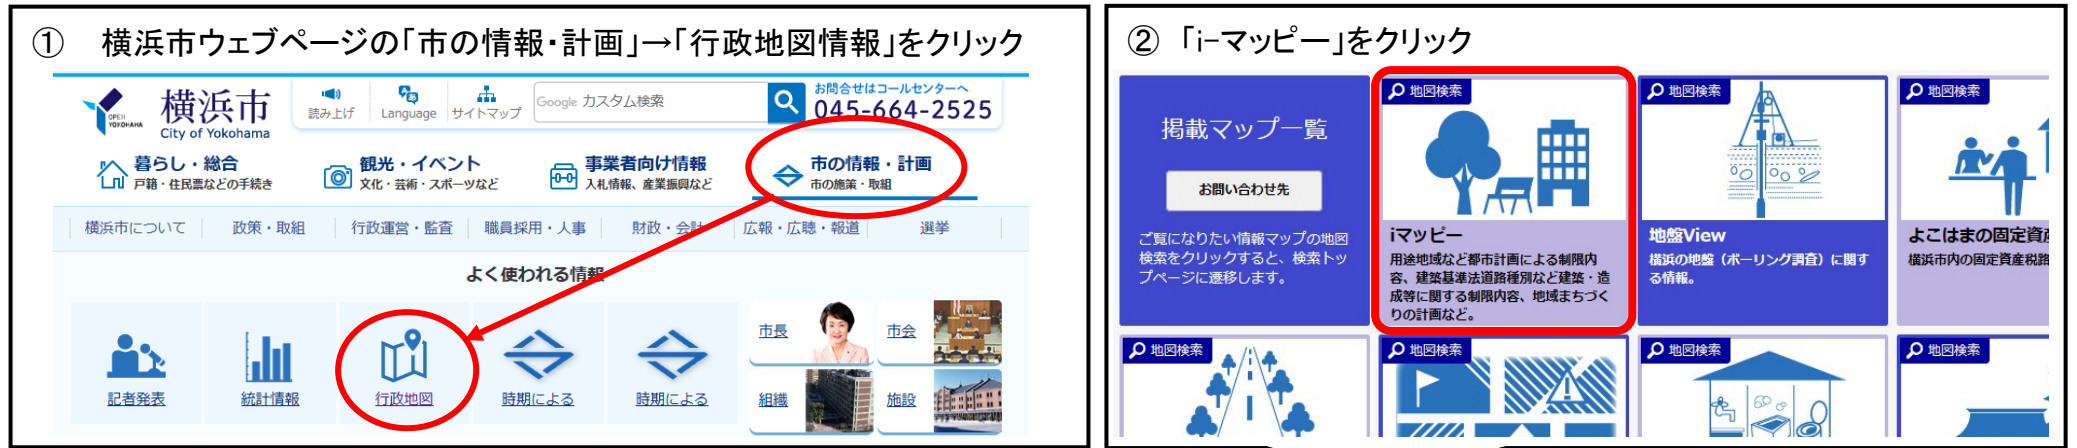 ① 横浜市ウェブページの「市の情報・計画」→「行政地図情報」をクリック
OPEN YOKOHAMA
横浜市
City of Yokohama
読み上げ Language サイトマップ
Google カスタム検索
お問合せはコールセンターへ
045-664-2525
暮らし・総合
戸籍・住民票などの手続き
観光・イベント
文化・芸術・スポーツなど
事業者向け情報
入札情報、産業振興など
市の情報・計画
市の施策・取組
横浜市について 政策・取組 行政運営・監査 職員採用・人事 財政・会計 広報・広聴・報道 選挙
よく使われる情報
記者発表 統計情報 行政地図 時期による 時期による
市長 市会
組織 施設
② 「i-マッピー」をクリック
掲載マップ一覧
お問い合わせ先
ご覧になりたい情報マップの地図
検索をクリックすると、検索トッ
プページに遷移します。
地図検索
iマッピー
用途地域など都市計画による制限内
容、建築基準法道路種別など建築・造
成等に関する制限内容、地域まちづく
りの計画など。
地図検索
地盤View
横浜の地盤（ボーリング調査）に関す
る情報。
地図検索
よこはまの固定資産
横浜市内の固定資産税路
地図検索 地図検索 地図検索 地図検索